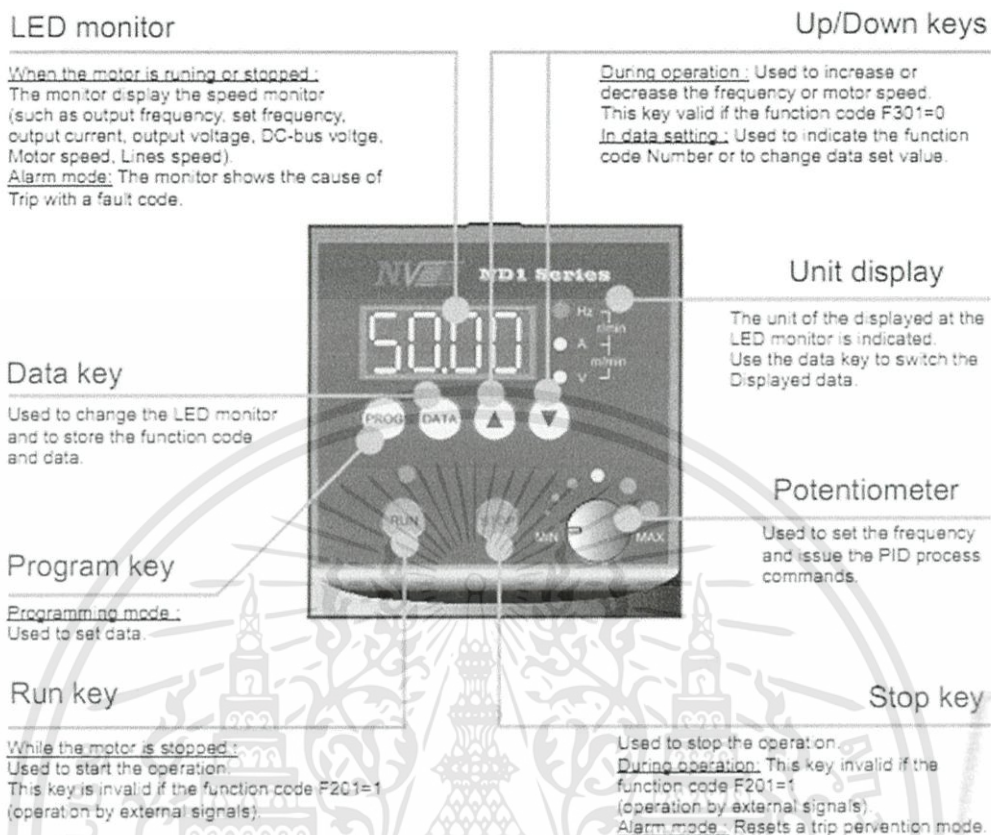 LED monitor
When the motor is runing or stopped :
The monitor display the speed monitor
(such as output frequency, set frequency,
output current, output voltage, DC-bus voltge,
Motor speed, Lines speed).
Alarm mode: The monitor shows the cause of
Trip with a fault code.
Up/Down keys
During operation : Used to increase or
decrease the frequency or motor speed.
This key valid if the function code F301=0
In data setting : Used to indicate the function
code Number or to change data set value.
NVE ND1 Series
50.00
Hz
r/min
A
m/min
V
PROG DATA ▲ ▼
RUN STOP MIN MAX
Unit display
The unit of the displayed at the
LED monitor is indicated.
Use the data key to switch the
Displayed data.
Data key
Used to change the LED monitor
and to store the function code
and data.
Potentiometer
Used to set the frequency
and issue the PID process
commands.
Program key
Programming mode :
Used to set data.
Run key
While the motor is stopped :
Used to start the operation.
This key is invalid if the function code F201=1
(operation by external signals).
Stop key
Used to stop the operation.
During operation: This key invalid if the
function code F201=1
(operation by external signals).
Alarm mode : Resets a trip pervention mode.